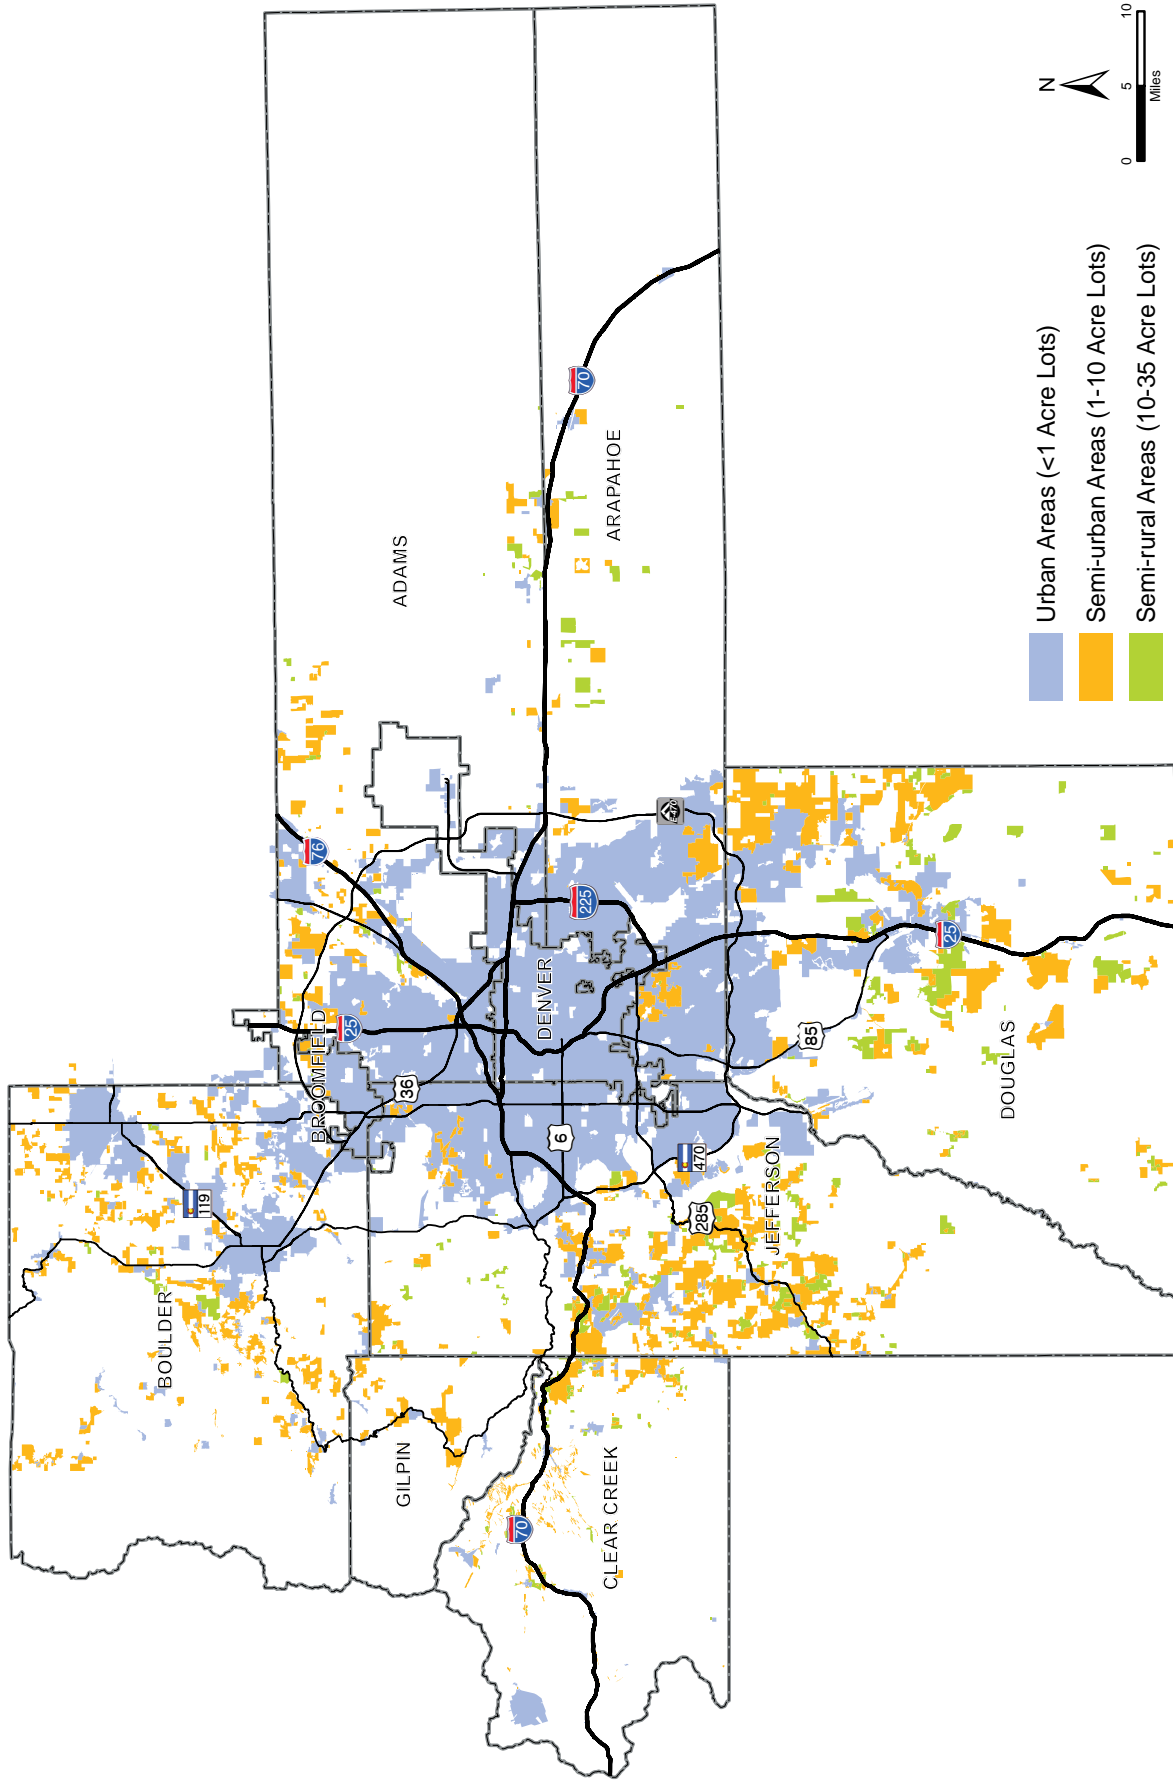 BOULDER
119
BROOMFIELD
76
25
GILPIN
36
ADAMS
70
DENVER
6
225
70
CLEAR CREEK
ARAPAHOE
470
285
JEFFERSON
85
25
DOUGLAS
Urban Areas (<1 Acre Lots)
Semi-urban Areas (1-10 Acre Lots)
Semi-rural Areas (10-35 Acre Lots)
N
0 5 10
Miles